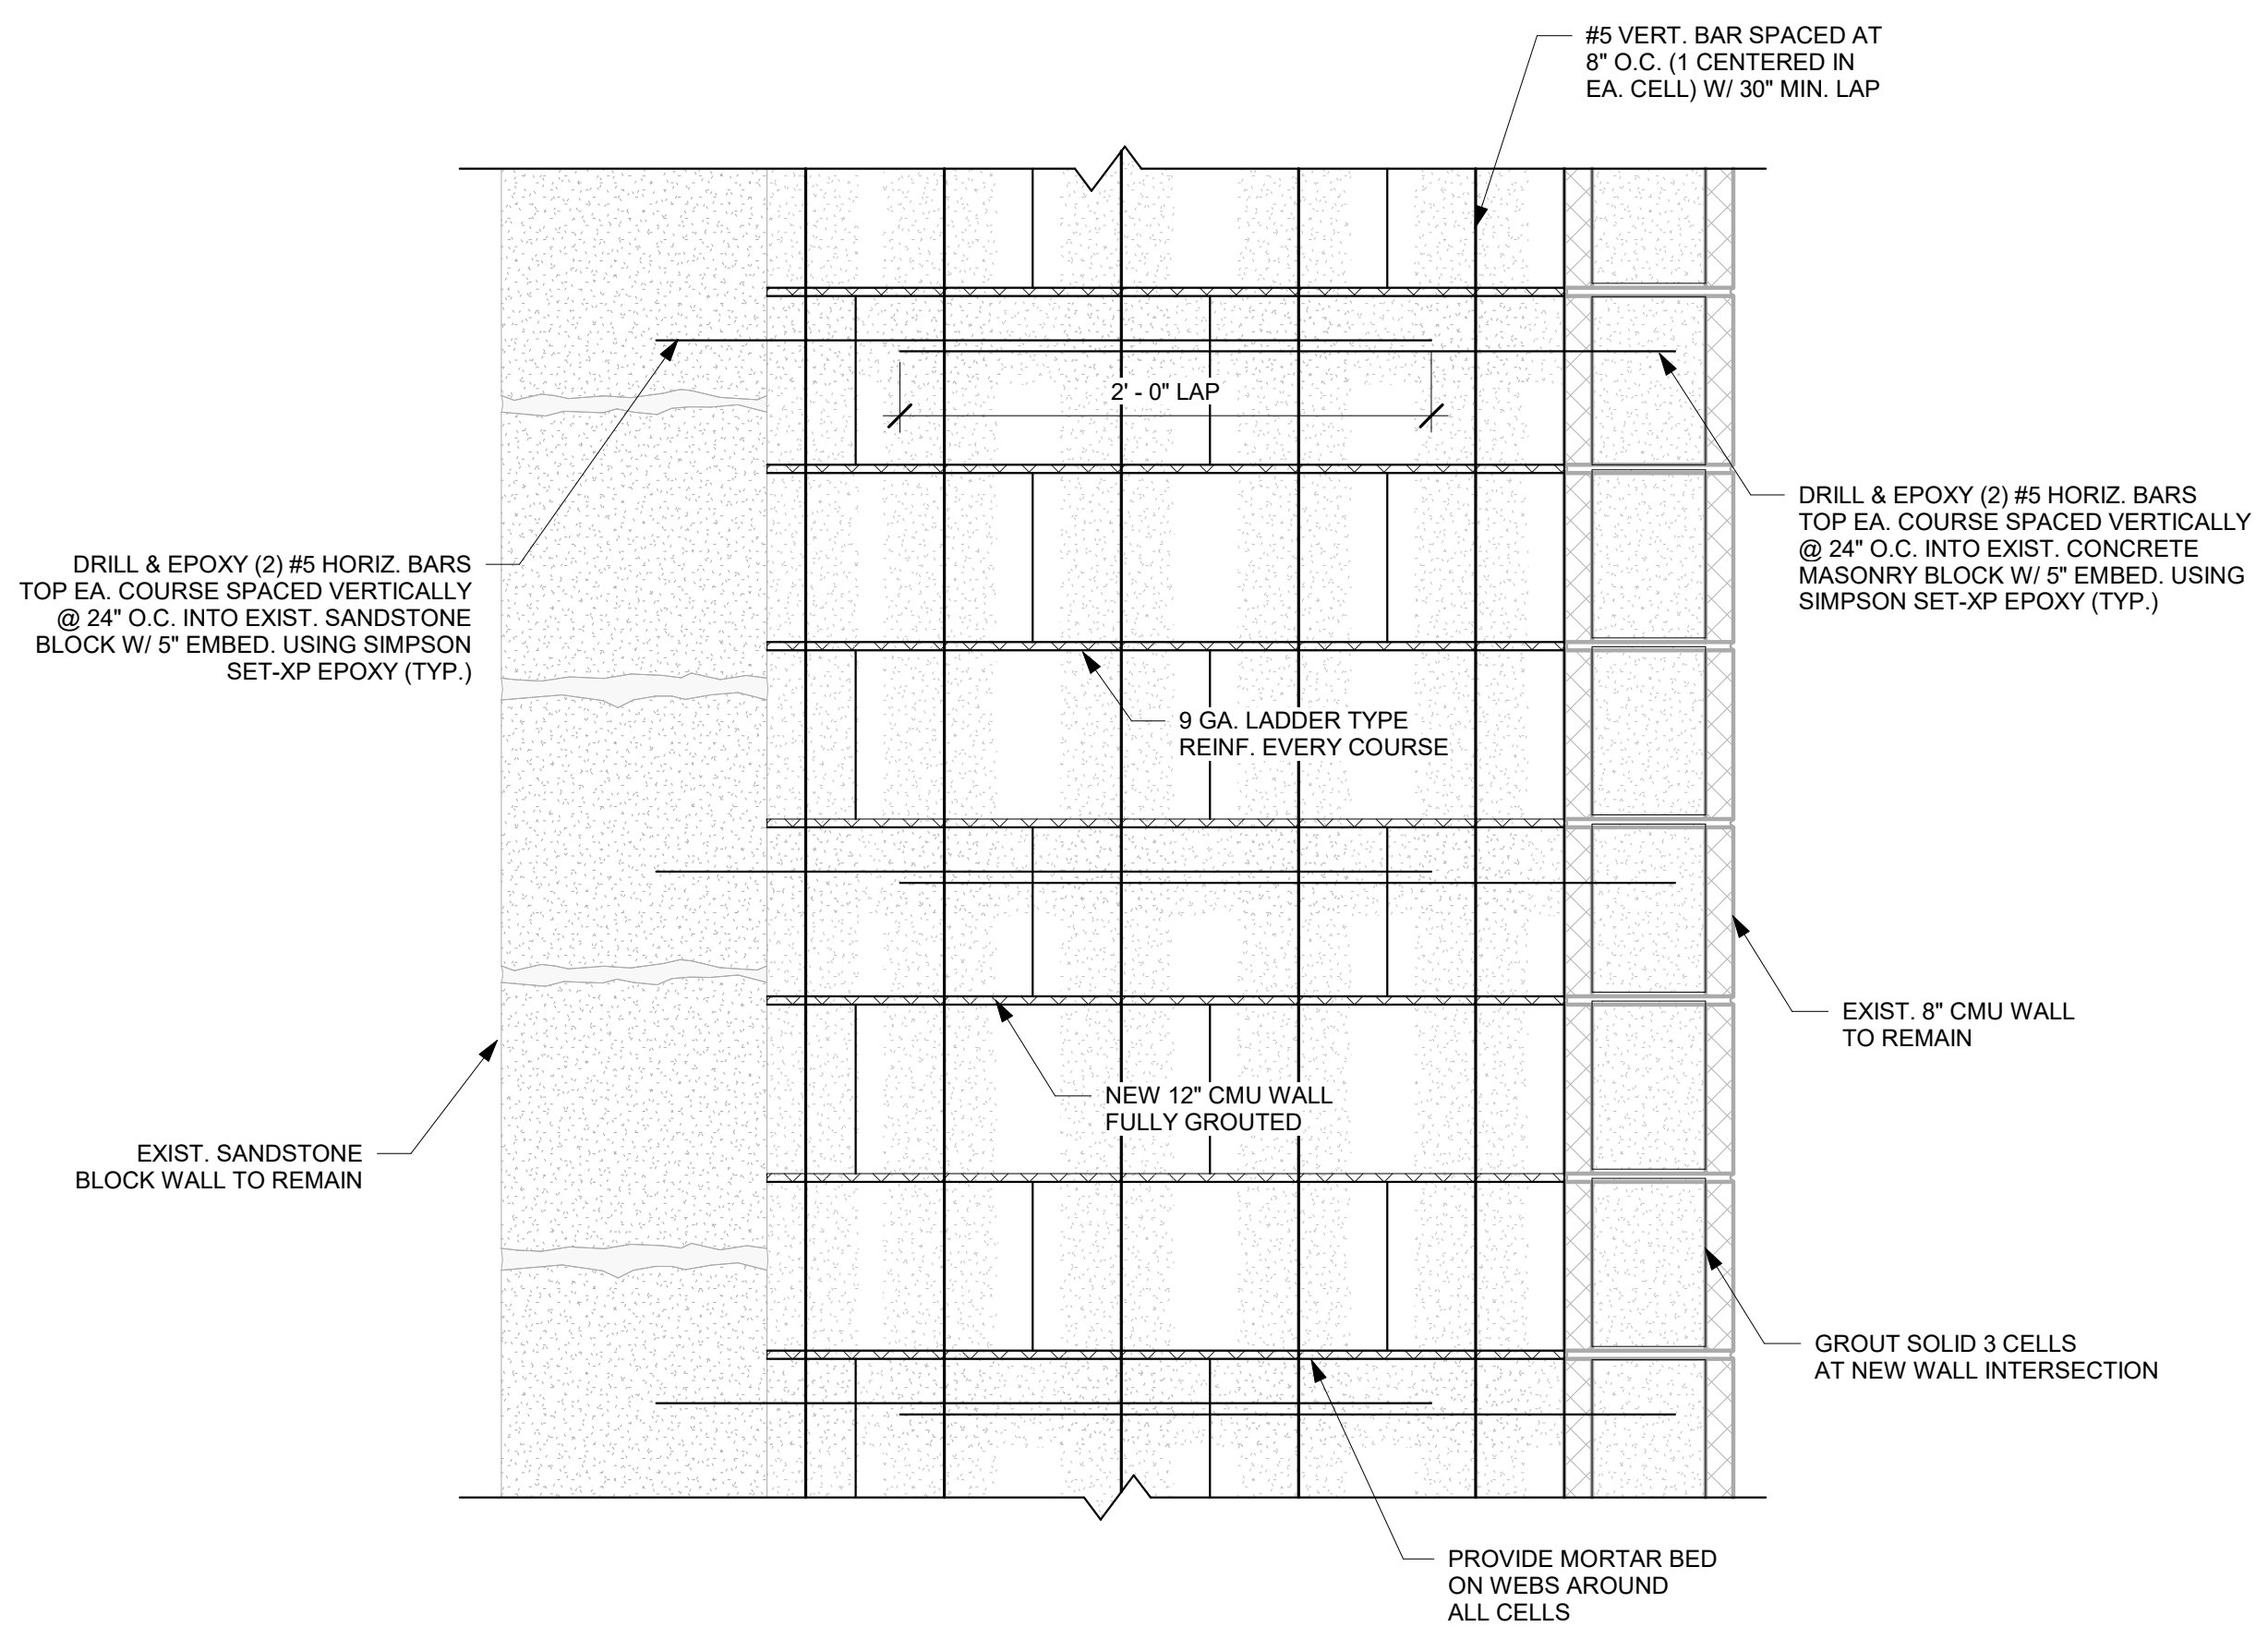 #5 VERT. BAR SPACED AT
8" O.C. (1 CENTERED IN
EA. CELL) W/ 30" MIN. LAP
2' - 0" LAP
DRILL & EPOXY (2) #5 HORIZ. BARS
TOP EA. COURSE SPACED VERTICALLY
@ 24" O.C. INTO EXIST. CONCRETE
MASONRY BLOCK W/ 5" EMBED. USING
SIMPSON SET-XP EPOXY (TYP.)
DRILL & EPOXY (2) #5 HORIZ. BARS
TOP EA. COURSE SPACED VERTICALLY
@ 24" O.C. INTO EXIST. SANDSTONE
BLOCK W/ 5" EMBED. USING SIMPSON
SET-XP EPOXY (TYP.)
9 GA. LADDER TYPE
REINF. EVERY COURSE
EXIST. 8" CMU WALL
TO REMAIN
NEW 12" CMU WALL
FULLY GROUTED
EXIST. SANDSTONE
BLOCK WALL TO REMAIN
GROUT SOLID 3 CELLS
AT NEW WALL INTERSECTION
PROVIDE MORTAR BED
ON WEBS AROUND
ALL CELLS